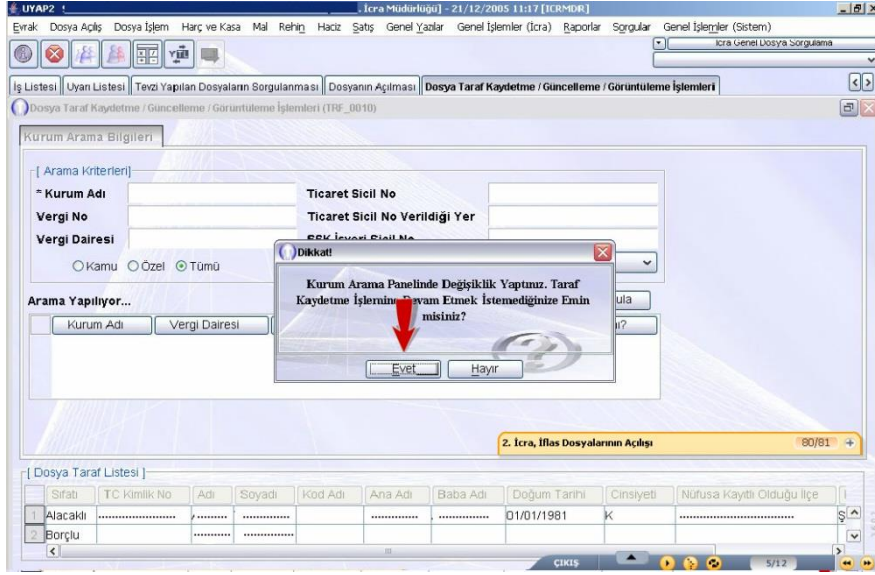 UYAP2
. İcra Müdürlüğü] - 21/12/2005 11:17 [ICRMDR]
Evrak Dosya Açılış Dosya İşlem Harç ve Kasa Mal Rehin Haciz Satış Genel Yazılar Genel İşlemler (İcra) Raporlar Sorgular Genel İşlemler (Sistem)
İcra Genel Dosya Sorgulama
İş Listesi Uyarı Listesi Tevzi Yapılan Dosyaların Sorgulanması Dosyanın Açılması Dosya Taraf Kaydetme / Güncelleme / Görüntüleme İşlemleri
Dosya Taraf Kaydetme / Güncelleme / Görüntüleme İşlemleri (TRF_0010)
Kurum Arama Bilgileri
[ Arama Kriterleri]
* Kurum Adı Ticaret Sicil No
Vergi No Ticaret Sicil No Verildiği Yer
Vergi Dairesi SSK İşyeri Sicil No
Kamu Özel Tümü
Dikkat!
Kurum Arama Panelinde Değişiklik Yaptınız. Taraf
Kaydetme İşlemine Devam Etmek İstemediğinize Emin
misiniz?
Evet Hayır
Arama Yapılıyor...
Kurum Adı Vergi Dairesi
2. İcra, İflas Dosyalarının Açılışı 80/81
[ Dosya Taraf Listesi ]
Sıfatı TC Kimlik No Adı Soyadı Kod Adı Ana Adı Baba Adı Doğum Tarihi Cinsiyeti Nüfusa Kayıtlı Olduğu İlçe
1 Alacaklı 01/01/1981 K
2 Borçlu
ÇIKIŞ 5/12